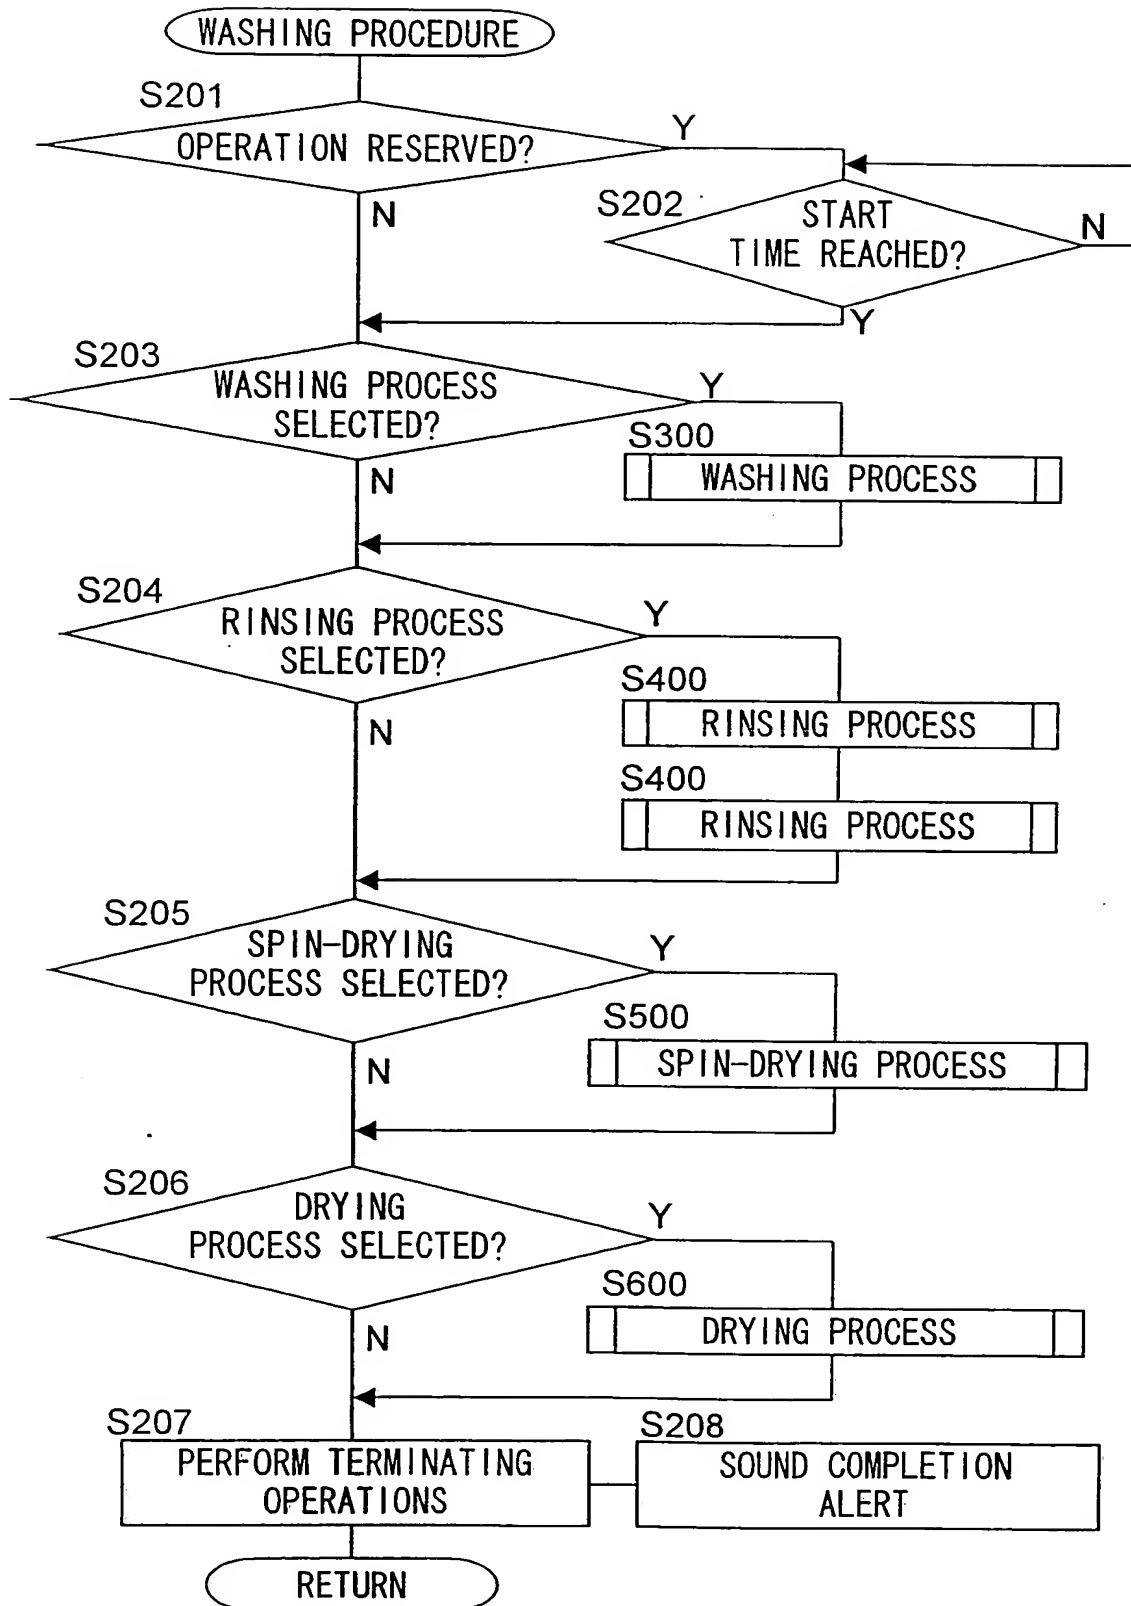 WASHING PROCEDURE
S201
OPERATION RESERVED?
Y
N
S202
START
TIME REACHED?
N
Y
S203
WASHING PROCESS
SELECTED?
Y
N
S300
WASHING PROCESS
S204
RINSING PROCESS
SELECTED?
Y
N
S400
RINSING PROCESS
S400
RINSING PROCESS
S205
SPIN-DRYING
PROCESS SELECTED?
Y
N
S500
SPIN-DRYING PROCESS
S206
DRYING
PROCESS SELECTED?
Y
N
S600
DRYING PROCESS
S207
PERFORM TERMINATING
OPERATIONS
S208
SOUND COMPLETION
ALERT
RETURN